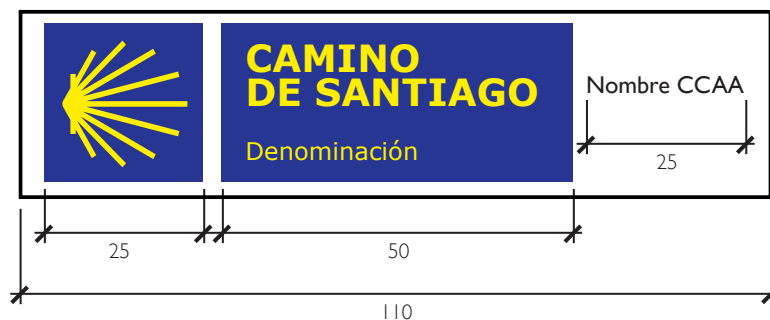 CAMINO
DE SANTIAGO
Denominación
Nombre CCAA
25
25
50
110